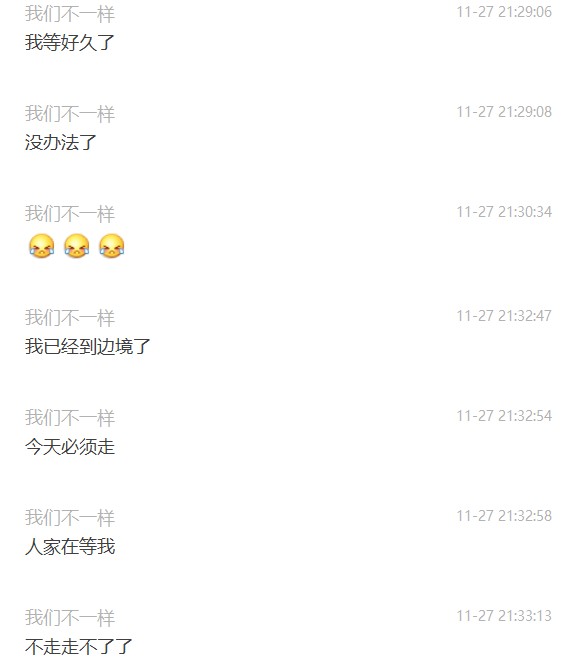 我们不一样 11-27 21:29:06
我等好久了
我们不一样 11-27 21:29:08
没办法了
我们不一样 11-27 21:30:34
我们不一样 11-27 21:32:47
我已经到边境了
我们不一样 11-27 21:32:54
今天必须走
我们不一样 11-27 21:32:58
人家在等我
我们不一样 11-27 21:33:13
不走走不了了